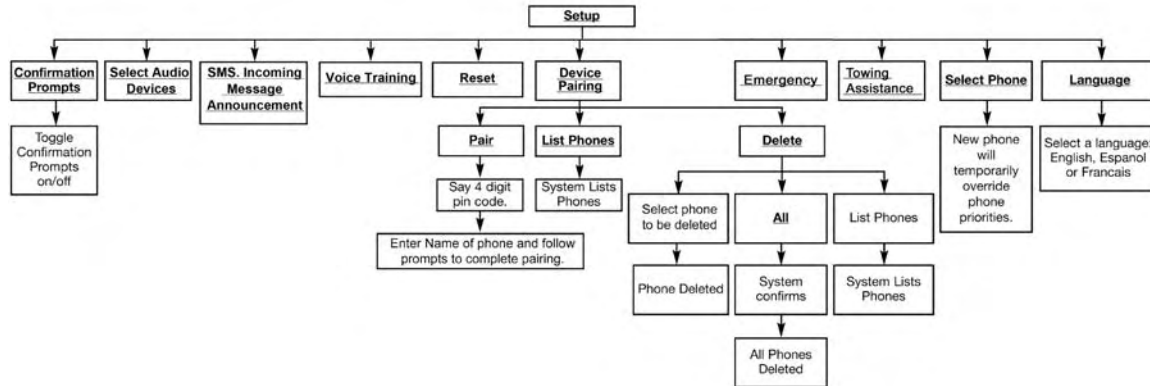 Setup
Confirmation
Prompts
Select Audio
Devices
SMS. Incoming
Message
Announcement
Voice Training
Reset
Device
Pairing
Emergency
Towing
Assistance
Select Phone
Language
Toggle
Confirmation
Prompts
on/off
Pair
List Phones
Delete
New phone
will
temporarily
override
phone
priorities.
Select a language:
English, Espanol
or Francais
Say 4 digit
pin code.
System Lists
Phones
Enter Name of phone and follow
prompts to complete pairing.
Select phone
to be deleted
All
List Phones
Phone Deleted
System
confirms
System Lists
Phones
All Phones
Deleted